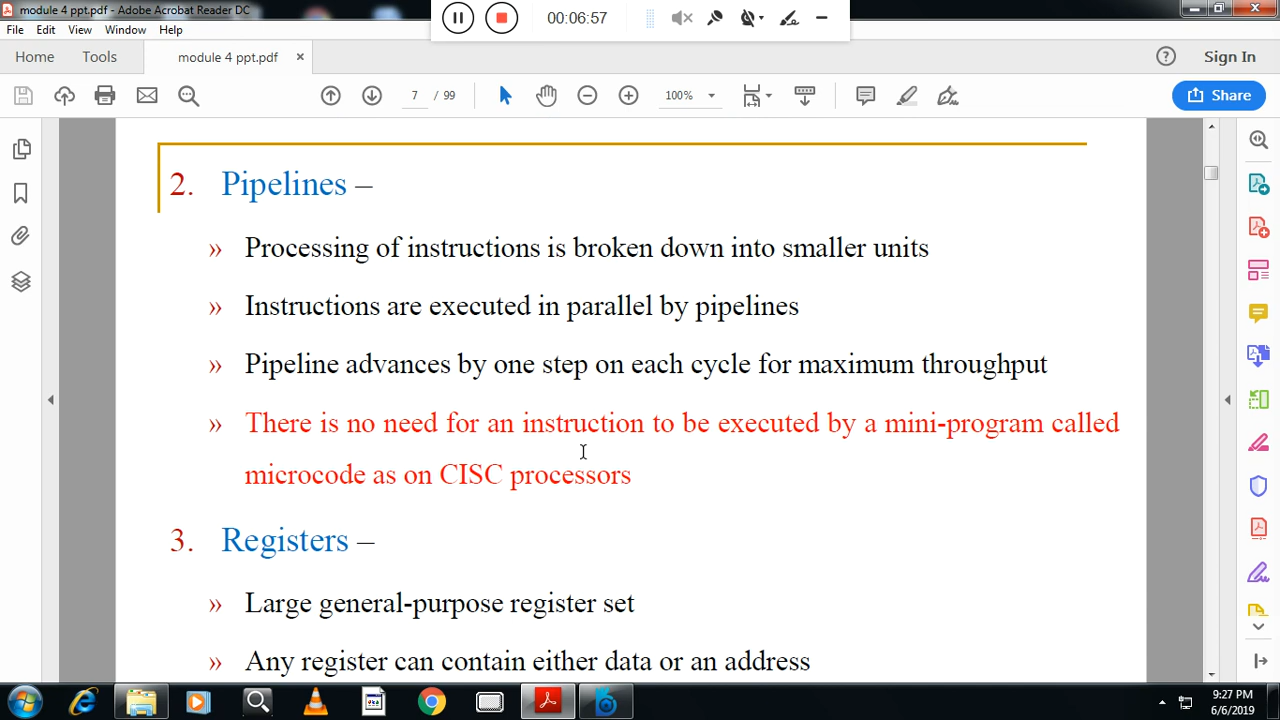 module 4 ppt.pdf - Adobe Acrobat Reader DC
00:06:57
File Edit View Window Help
Home Tools module 4 ppt.pdf × Sign In
7 / 99 100% Share
2. Pipelines –
» Processing of instructions is broken down into smaller units
» Instructions are executed in parallel by pipelines
» Pipeline advances by one step on each cycle for maximum throughput
» There is no need for an instruction to be executed by a mini-program called
microcode as on CISC processors
3. Registers –
» Large general-purpose register set
» Any register can contain either data or an address
9:27 PM
6/6/2019